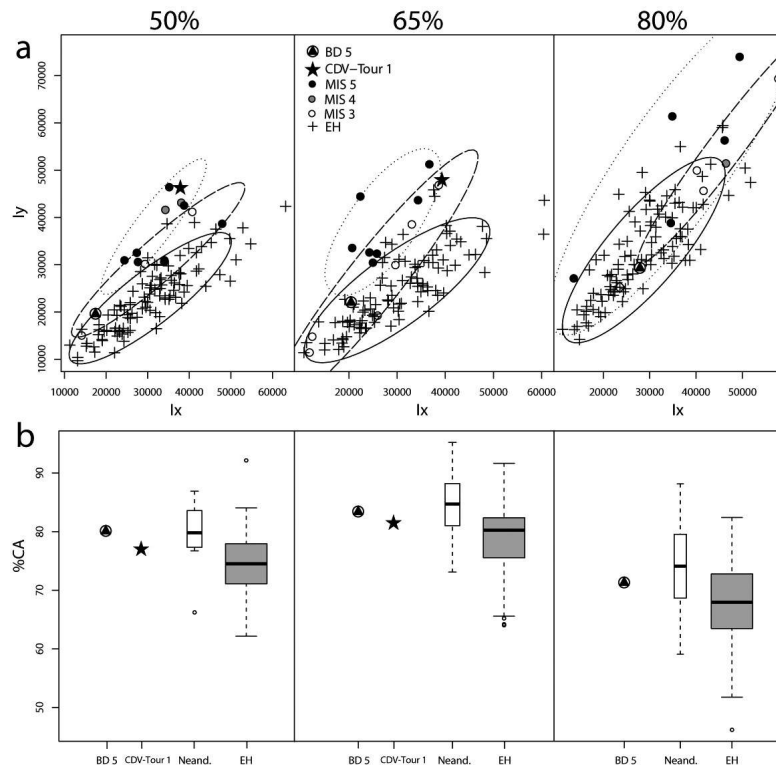 50% 65% 80%
a
BD 5
CDV-Tour 1
MIS 5
MIS 4
MIS 3
EH
Iy
70000
60000
50000
40000
30000
20000
10000
10000 20000 30000 40000 50000 60000
20000 30000 40000 50000 60000
20000 30000 40000 50000
Ix Ix Ix
b
%CA
90
80
70
60
50
BD 5 CDV-Tour 1 Neand. EH
BD 5 CDV-Tour 1 Neand. EH
BD 5 Neand. EH